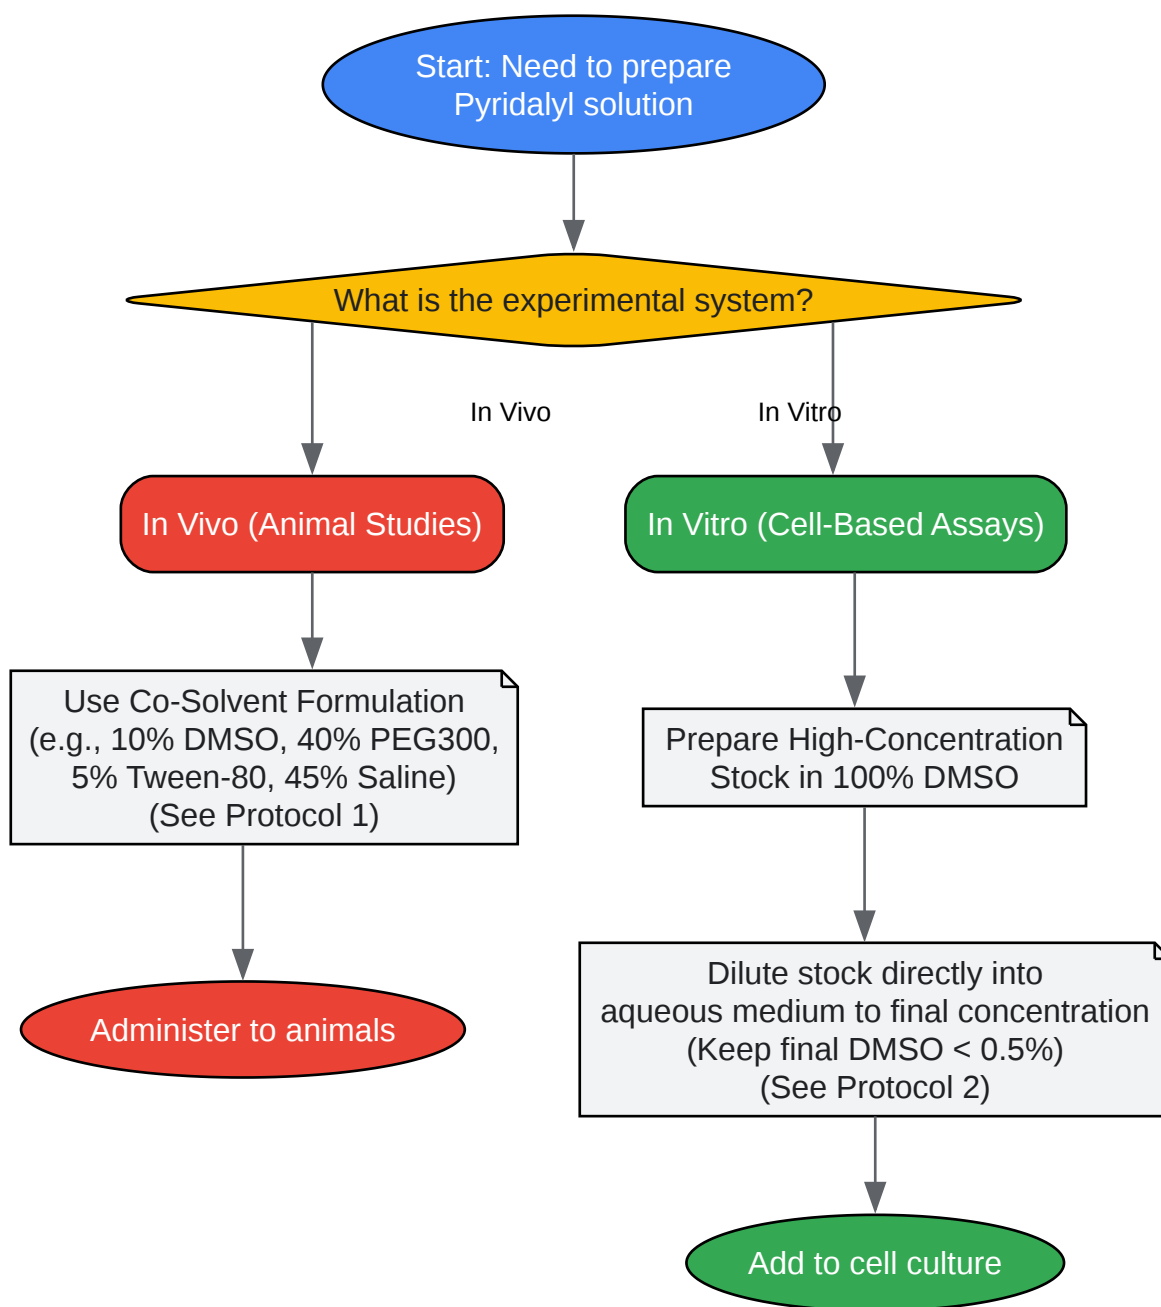 Start: Need to prepare
Pyridalyl solution
What is the experimental system?
In Vivo
In Vitro
In Vivo (Animal Studies)
In Vitro (Cell-Based Assays)
Use Co-Solvent Formulation
(e.g., 10% DMSO, 40% PEG300,
5% Tween-80, 45% Saline)
(See Protocol 1)
Prepare High-Concentration
Stock in 100% DMSO
Administer to animals
Dilute stock directly into
aqueous medium to final concentration
(Keep final DMSO < 0.5%)
(See Protocol 2)
Add to cell culture